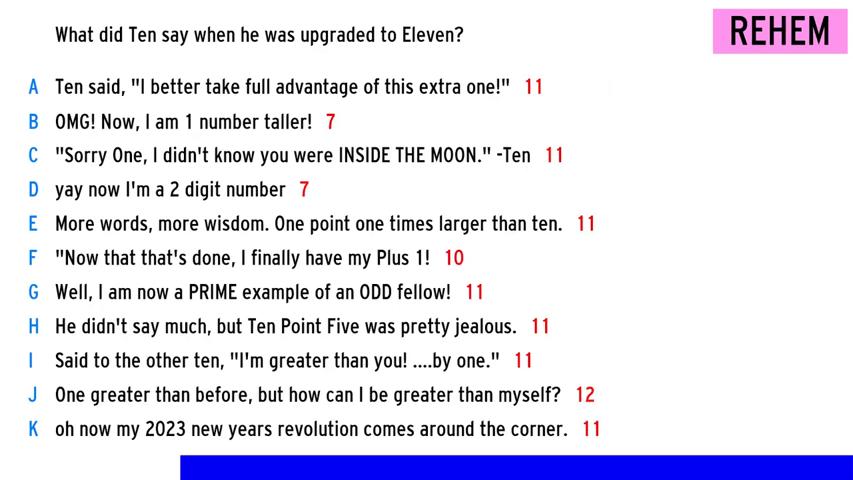 What did Ten say when he was upgraded to Eleven?
REHEM
A Ten said, "I better take full advantage of this extra one!" 11
B OMG! Now, I am 1 number taller! 7
C "Sorry One, I didn't know you were INSIDE THE MOON." -Ten 11
D yay now I'm a 2 digit number 7
E More words, more wisdom. One point one times larger than ten. 11
F "Now that that's done, I finally have my Plus 1! 10
G Well, I am now a PRIME example of an ODD fellow! 11
H He didn't say much, but Ten Point Five was pretty jealous. 11
I Said to the other ten, "I'm greater than you! ....by one." 11
J One greater than before, but how can I be greater than myself? 12
K oh now my 2023 new years revolution comes around the corner. 11